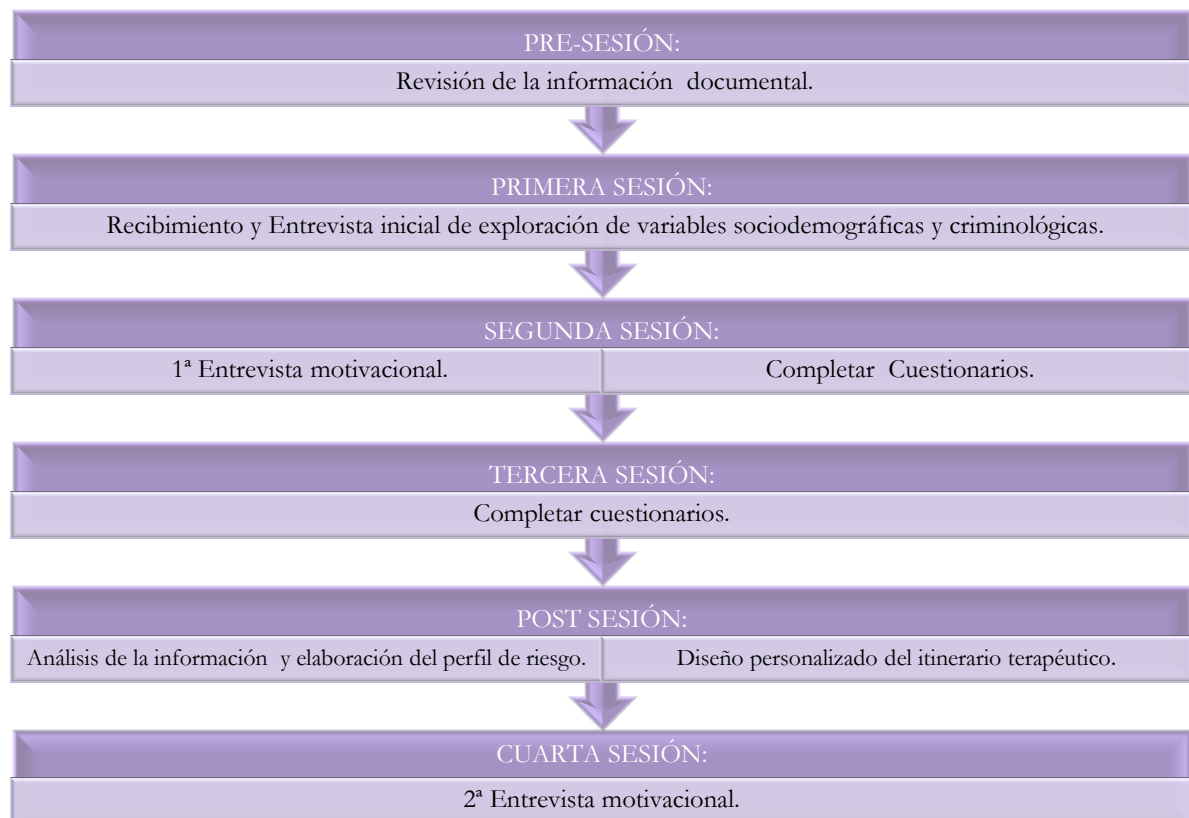 PRE-SESIÓN:
Revisión de la información documental.
PRIMERA SESIÓN:
Recibimiento y Entrevista inicial de exploración de variables sociodemográficas y criminológicas.
SEGUNDA SESIÓN:
1ª Entrevista motivacional.
Completar Cuestionarios.
TERCERA SESIÓN:
Completar cuestionarios.
POST SESIÓN:
Análisis de la información y elaboración del perfil de riesgo.
Diseño personalizado del itinerario terapéutico.
CUARTA SESIÓN:
2ª Entrevista motivacional.